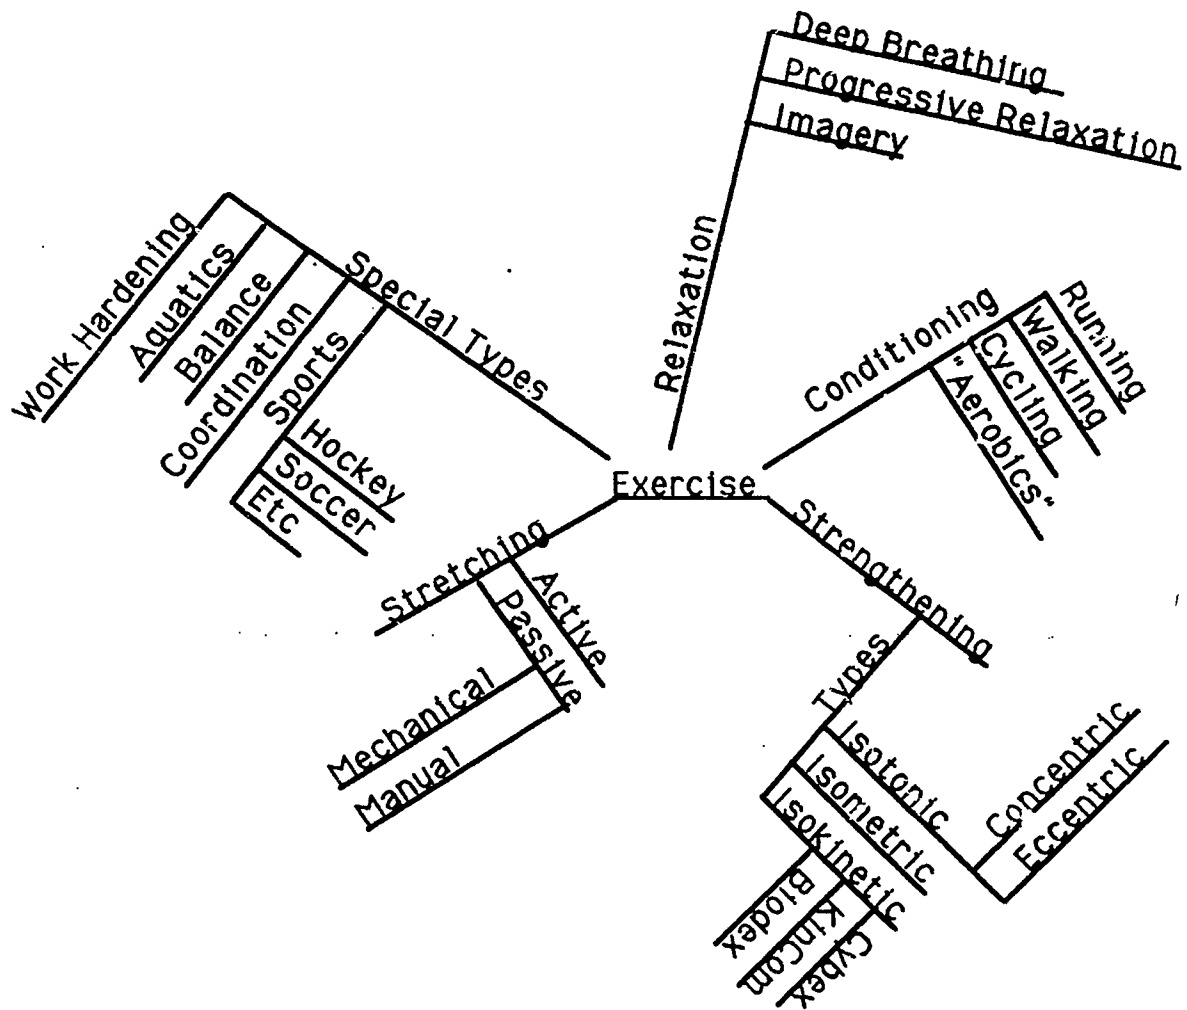 Deep Breathing
Progressive Relaxation
Imagery
Relaxation
Special Types
Work Hardening
Aquatics
Balance
Coordination
Sports
Hockey
Soccer
Etc
Conditioning
Running
Walking
Cycling
"Aerobics"
Exercise
Stretching
Active
Passive
Mechanical
Manual
Strengthening
Types
Isotonic
Concentric
Eccentric
Isometric
Isokinetic
Biodex
KinCom
Cybex